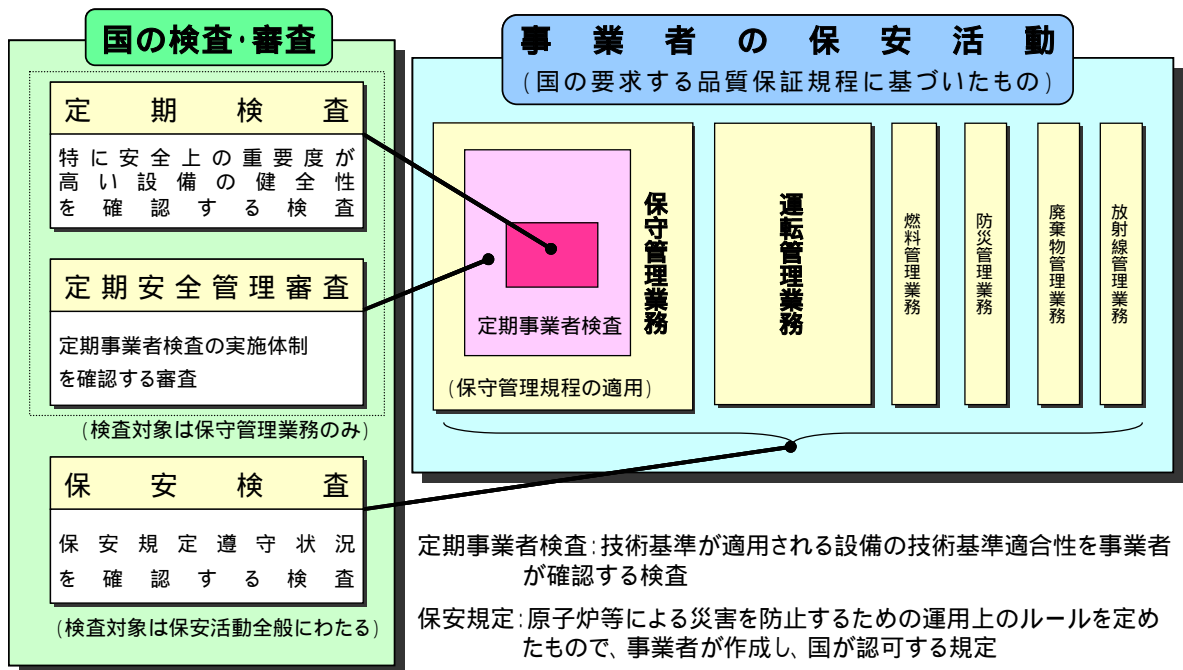 国の検査･審査
定期検査
特に安全上の重要度が
高い設備の健全性
を確認する検査
定期安全管理審査
定期事業者検査の実施体制
を確認する審査
(検査対象は保守管理業務のみ)
保安検査
保安規定遵守状況
を確認する検査
(検査対象は保安活動全般にわたる)
事業者の保安活動
(国の要求する品質保証規程に基づいたもの)
定期事業者検査
保守管理業務
(保守管理規程の適用)
運転管理業務
燃料管理業務
防災管理業務
廃棄物管理業務
放射線管理業務
定期事業者検査:技術基準が適用される設備の技術基準適合性を事業者
が確認する検査
保安規定:原子炉等による災害を防止するための運用上のルールを定め
たもので、事業者が作成し、国が認可する規定